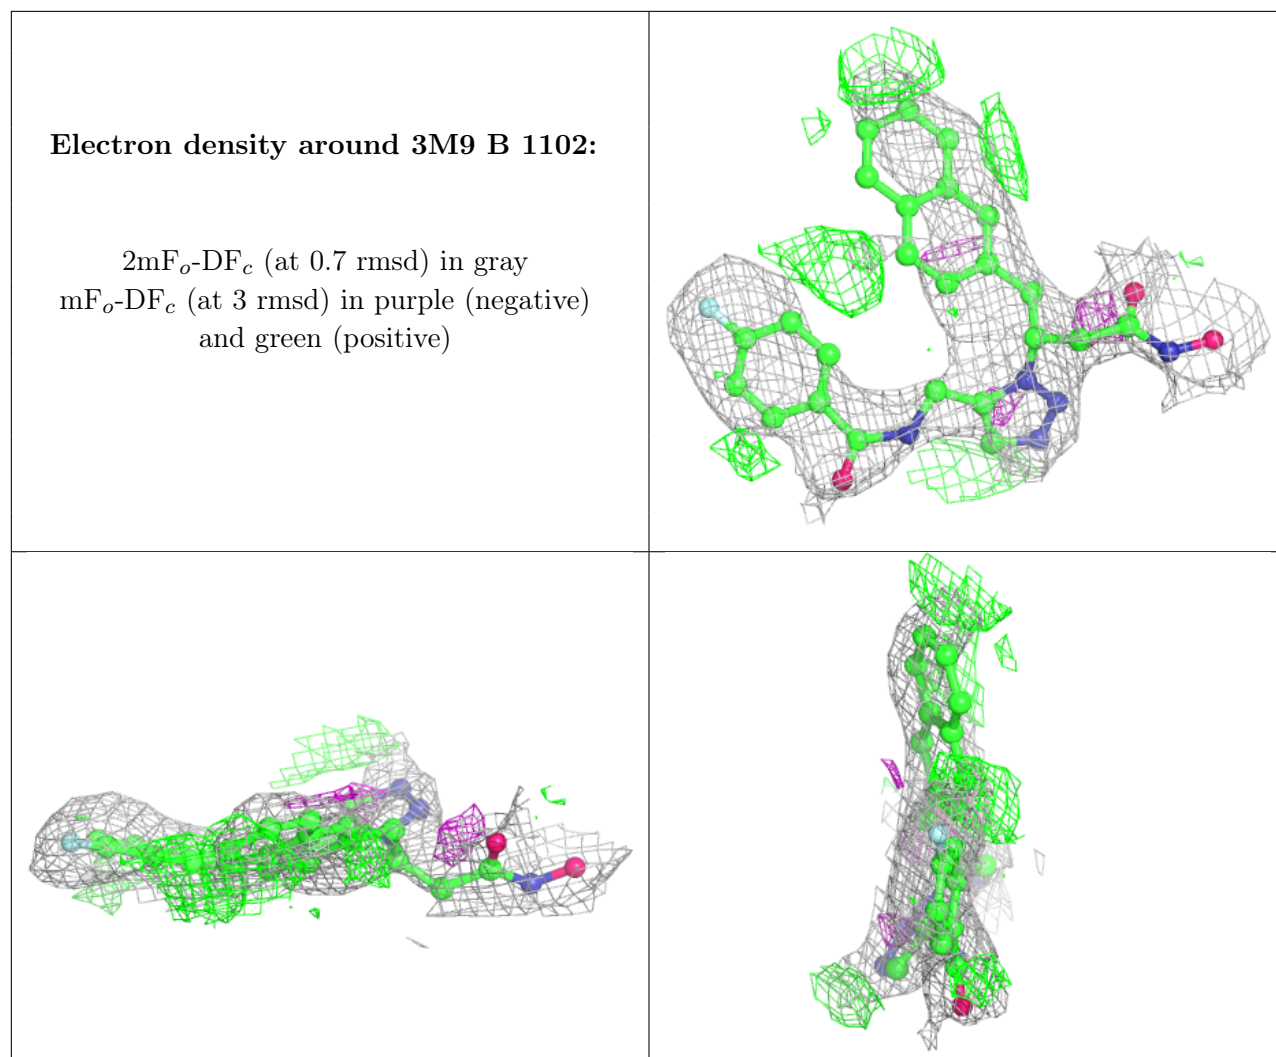 Electron density around 3M9 B 1102:
2mFo-DFc (at 0.7 rmsd) in gray
mFo-DFc (at 3 rmsd) in purple (negative)
and green (positive)